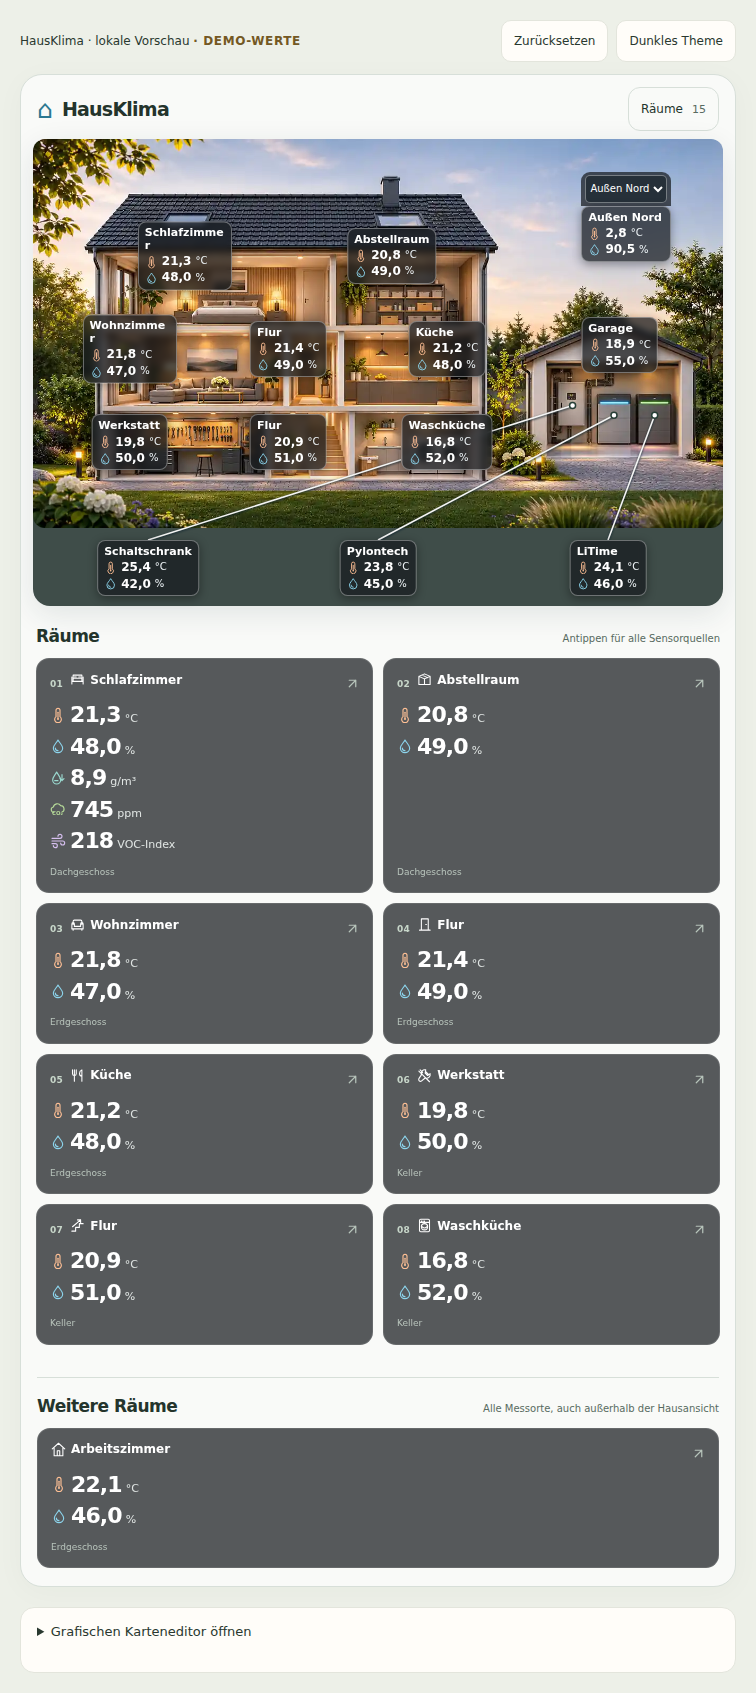 HausKlima · lokale Vorschau · DEMO-WERTE
Zurücksetzen
Dunkles Theme
HausKlima
Räume 15
Außen Nord
Außen Nord
2,8 °C
90,5 %
Schlafzimme
r
21,3 °C
48,0 %
Abstellraum
20,8 °C
49,0 %
Wohnzimme
r
21,8 °C
47,0 %
Flur
21,4 °C
49,0 %
Küche
21,2 °C
48,0 %
Garage
18,9 °C
55,0 %
Werkstatt
19,8 °C
50,0 %
Flur
20,9 °C
51,0 %
Waschküche
16,8 °C
52,0 %
Schaltschrank
25,4 °C
42,0 %
Pylontech
23,8 °C
45,0 %
LiTime
24,1 °C
46,0 %
Räume
Antippen für alle Sensorquellen
01 Schlafzimmer
21,3 °C
48,0 %
8,9 g/m³
745 ppm
218 VOC-Index
Dachgeschoss
02 Abstellraum
20,8 °C
49,0 %
Dachgeschoss
03 Wohnzimmer
21,8 °C
47,0 %
Erdgeschoss
04 Flur
21,4 °C
49,0 %
Erdgeschoss
05 Küche
21,2 °C
48,0 %
Erdgeschoss
06 Werkstatt
19,8 °C
50,0 %
Keller
07 Flur
20,9 °C
51,0 %
Keller
08 Waschküche
16,8 °C
52,0 %
Keller
Weitere Räume
Alle Messorte, auch außerhalb der Hausansicht
Arbeitszimmer
22,1 °C
46,0 %
Erdgeschoss
Grafischen Karteneditor öffnen